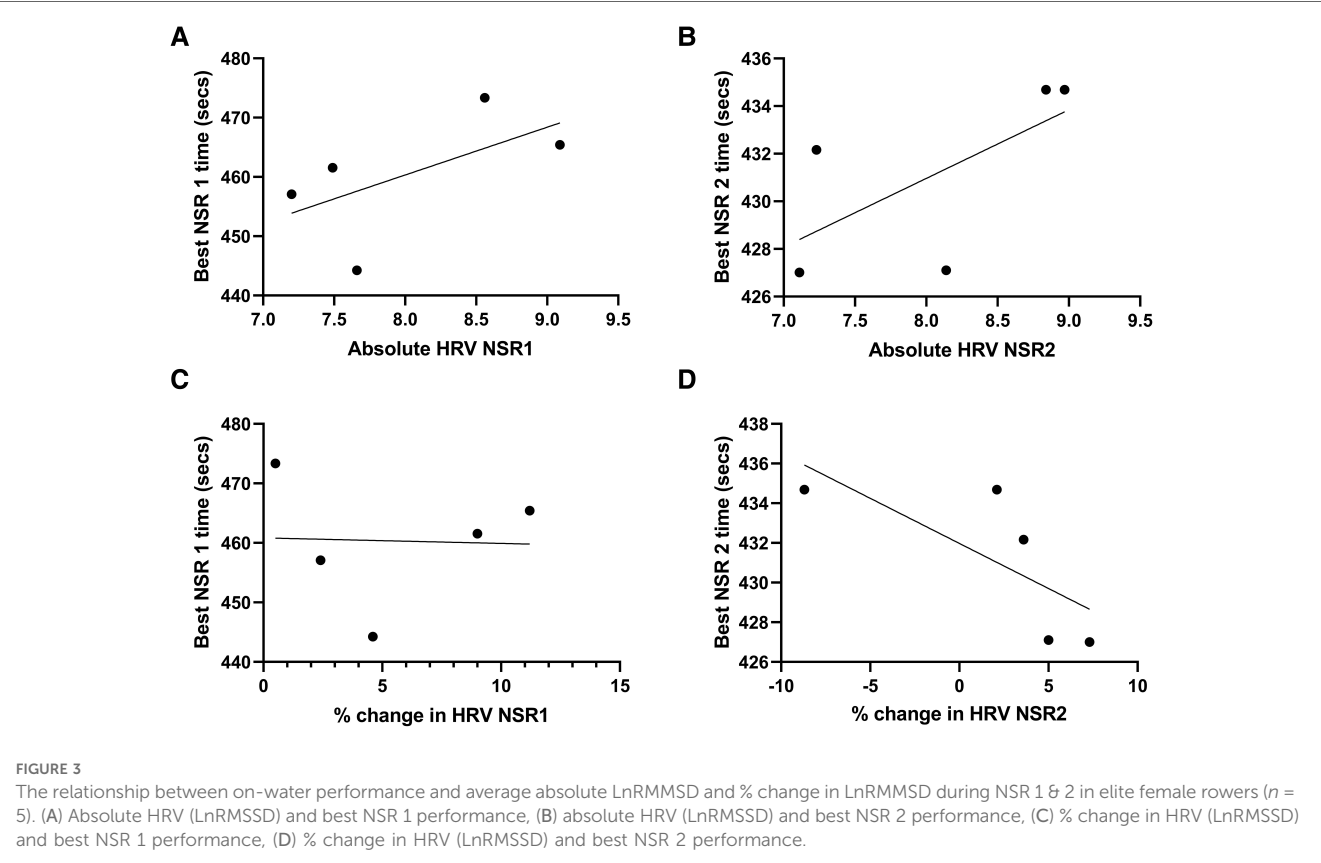 A
480
470
460
450
440
Best NSR 1 time (secs)
7.0 7.5 8.0 8.5 9.0 9.5
Absolute HRV NSR1
B
436
434
432
430
428
426
Best NSR 2 time (secs)
7.0 7.5 8.0 8.5 9.0 9.5
Absolute HRV NSR2
C
480
470
460
450
440
Best NSR 1 time (secs)
0 5 10 15
% change in HRV NSR1
D
438
436
434
432
430
428
426
Best NSR 2 time (secs)
-10 -5 0 5 10
% change in HRV NSR2
FIGURE 3
The relationship between on-water performance and average absolute LnRMMSD and % change in LnRMMSD during NSR 1 & 2 in elite female rowers (n =
5). (A) Absolute HRV (LnRMSSD) and best NSR 1 performance, (B) absolute HRV (LnRMSSD) and best NSR 2 performance, (C) % change in HRV (LnRMSSD)
and best NSR 1 performance, (D) % change in HRV (LnRMSSD) and best NSR 2 performance.